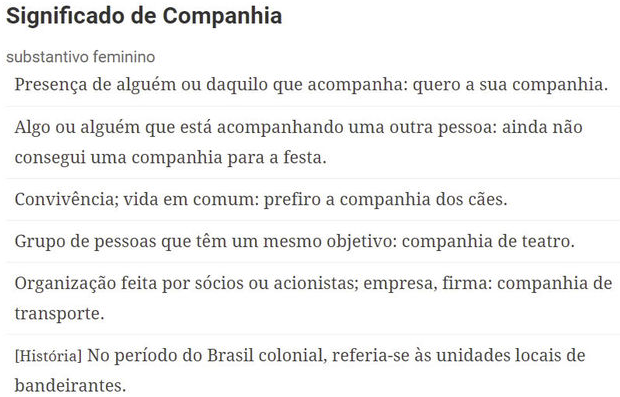 Significado de Companhia
substantivo feminino
Presença de alguém ou daquilo que acompanha: quero a sua companhia.
Algo ou alguém que está acompanhando uma outra pessoa: ainda não
consegui uma companhia para a festa.
Convivência; vida em comum: prefiro a companhia dos cães.
Grupo de pessoas que têm um mesmo objetivo: companhia de teatro.
Organização feita por sócios ou acionistas; empresa, firma: companhia de
transporte.
[História] No período do Brasil colonial, referia-se às unidades locais de
bandeirantes.